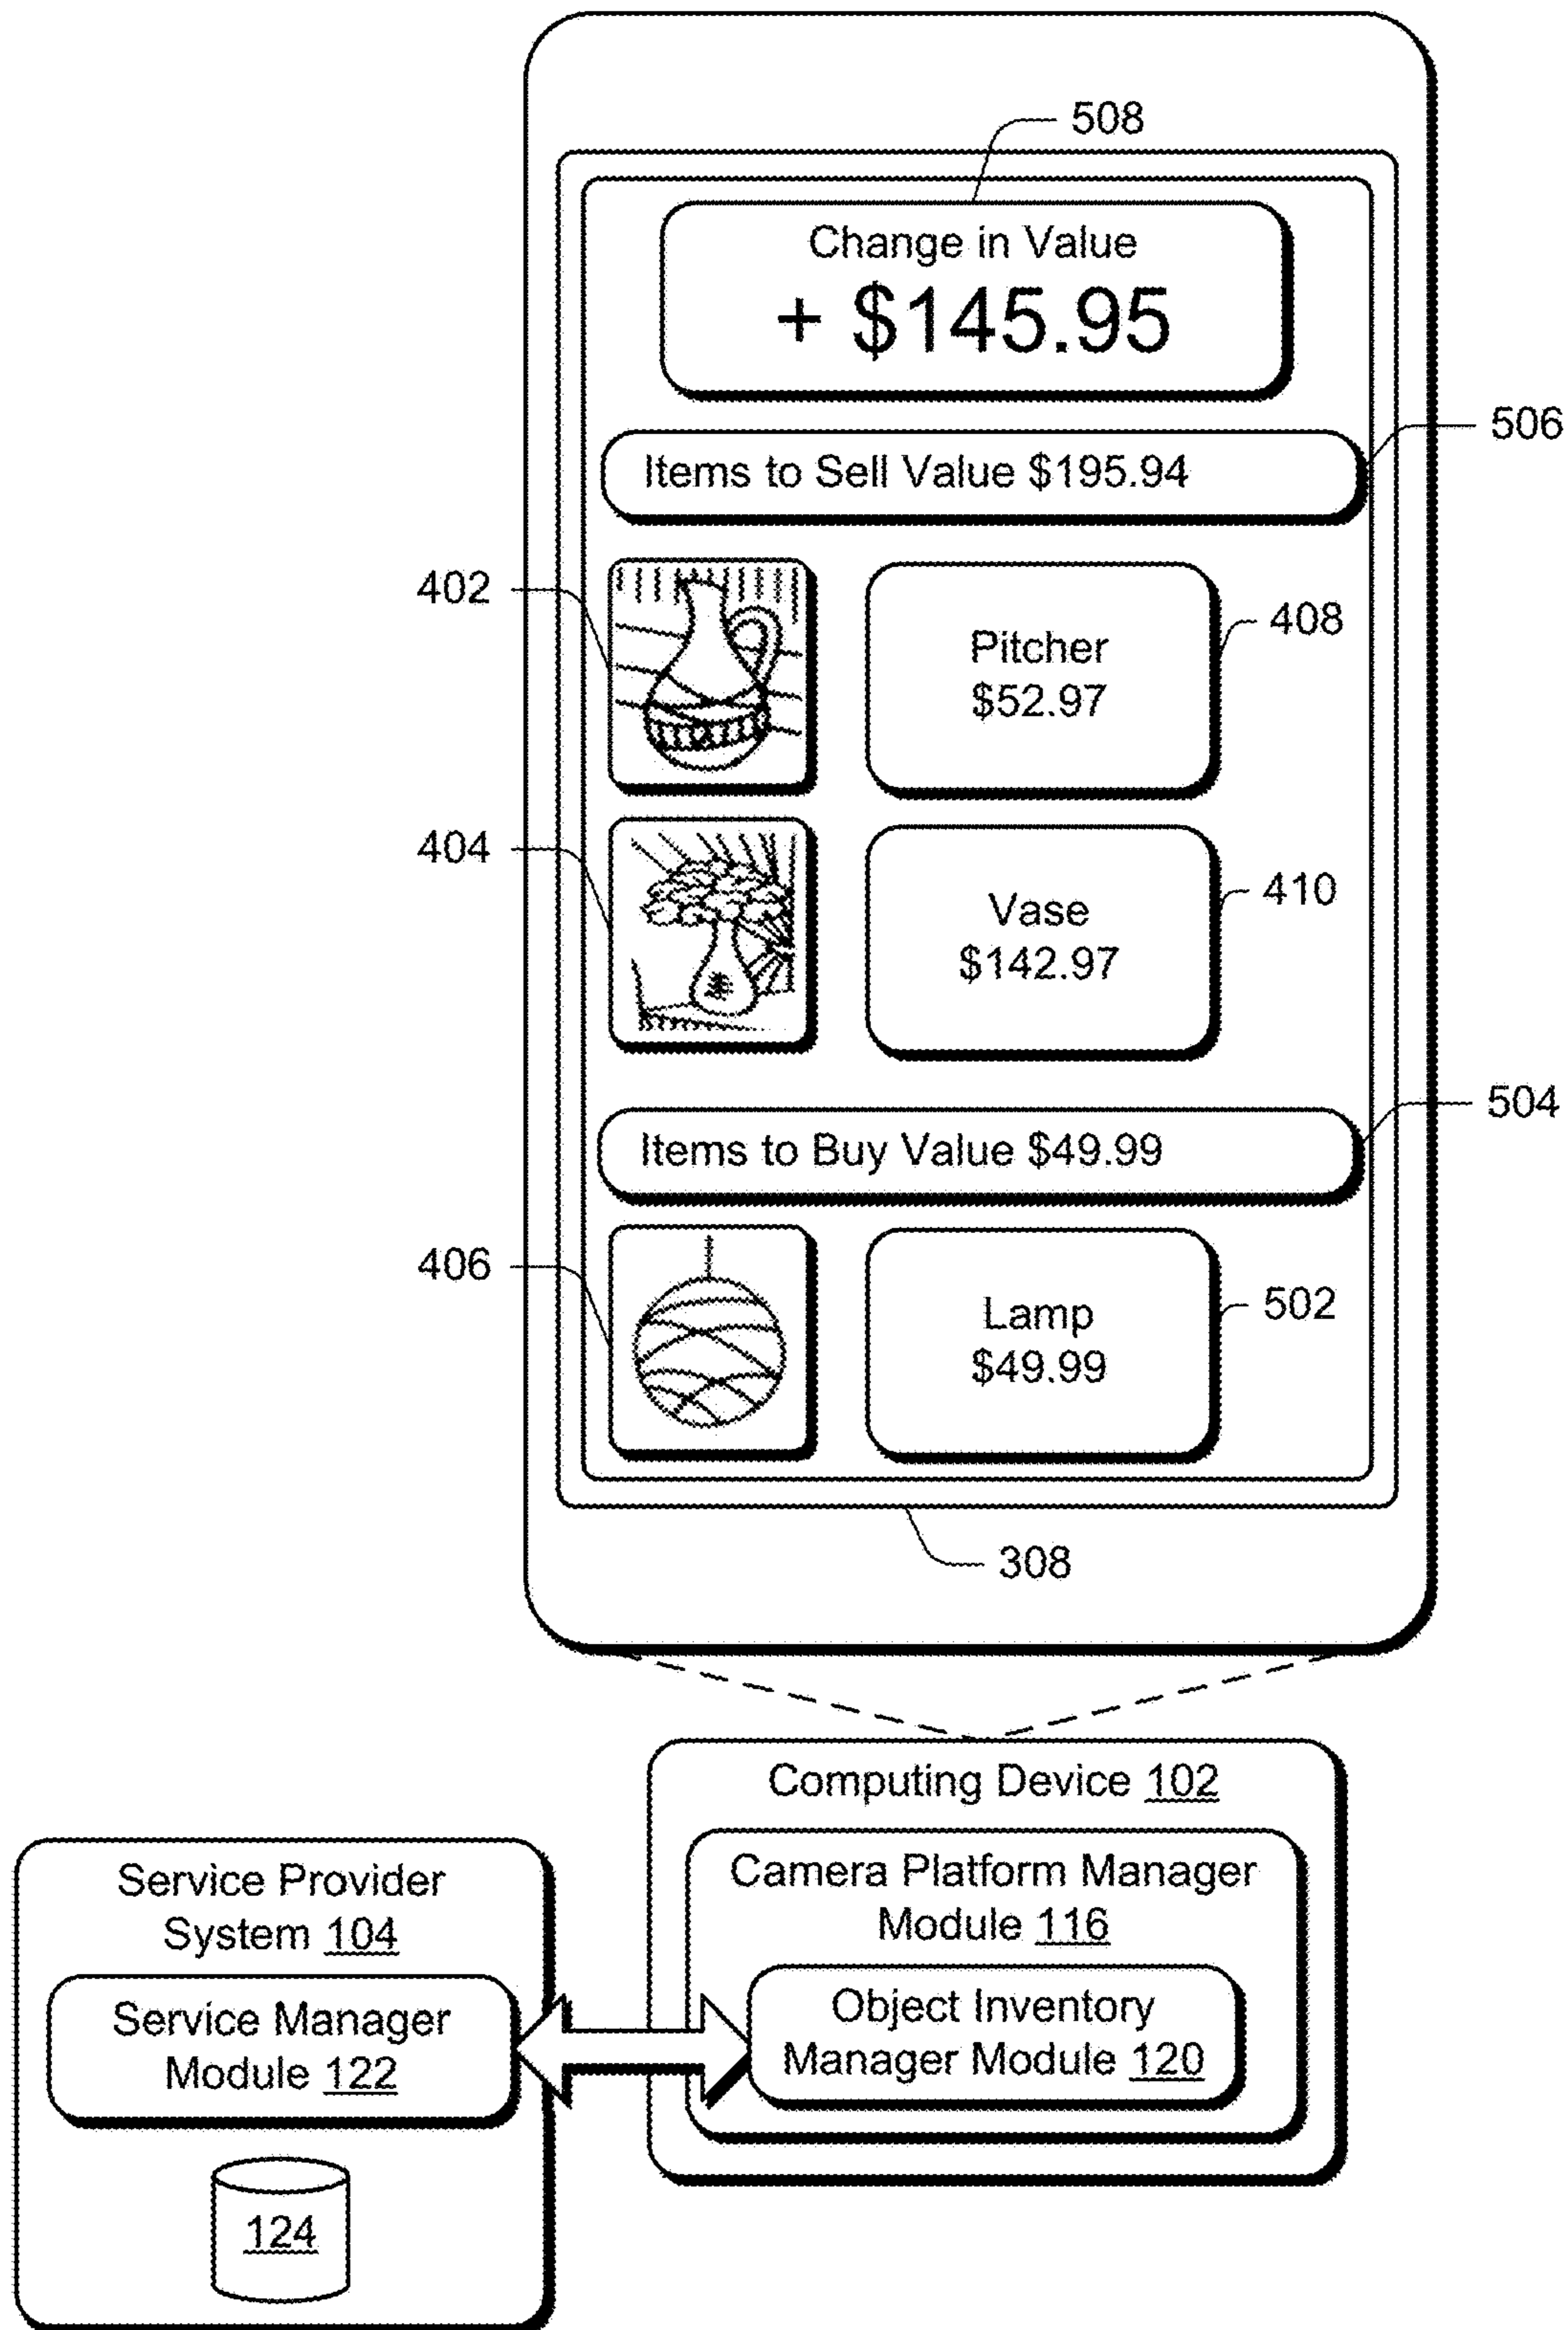 508
Change in Value
+ $145.95
506
Items to Sell Value $195.94
402
Pitcher
$52.97
408
404
Vase
$142.97
410
504
Items to Buy Value $49.99
406
Lamp
$49.99
502
308
Computing Device 102
Camera Platform Manager
Module 116
Object Inventory
Manager Module 120
Service Provider
System 104
Service Manager
Module 122
124